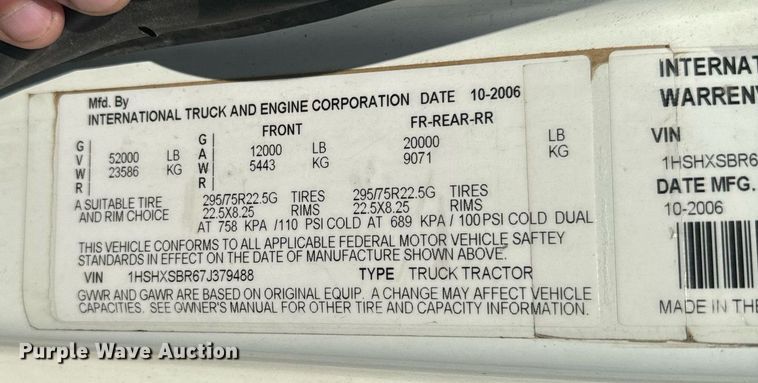 Mfd. By
INTERNATIONAL TRUCK AND ENGINE CORPORATION DATE 10-2006
FRONT FR-REAR-RR
GVWR 52000 LB GAWR 12000 LB 20000 LB
23586 KG 5443 KG 9071 KG
A SUITABLE TIRE 295/75R22.5G TIRES 295/75R22.5G TIRES
AND RIM CHOICE 22.5X8.25 RIMS 22.5X8.25 RIMS
AT 758 KPA /110 PSI COLD AT 689 KPA / 100 PSI COLD DUAL
THIS VEHICLE CONFORMS TO ALL APPLICABLE FEDERAL MOTOR VEHICLE SAFTEY
STANDARDS IN EFFECT ON THE DATE OF MANUFACTURE SHOWN ABOVE.
VIN 1HSHXSBR67J379488 TYPE TRUCK TRACTOR
GVWR AND GAWR ARE BASED ON ORIGINAL EQUIP. A CHANGE MAY AFFECT VEHICLE
CAPACITIES. SEE OWNER'S MANUAL FOR OTHER TIRE AND CAPACITY INFORMATION.
INTERNAT
WARRENV
VIN
1HSHXSBR6
DATE MFG.
10-2006
MADE IN THE
Purple Wave Auction